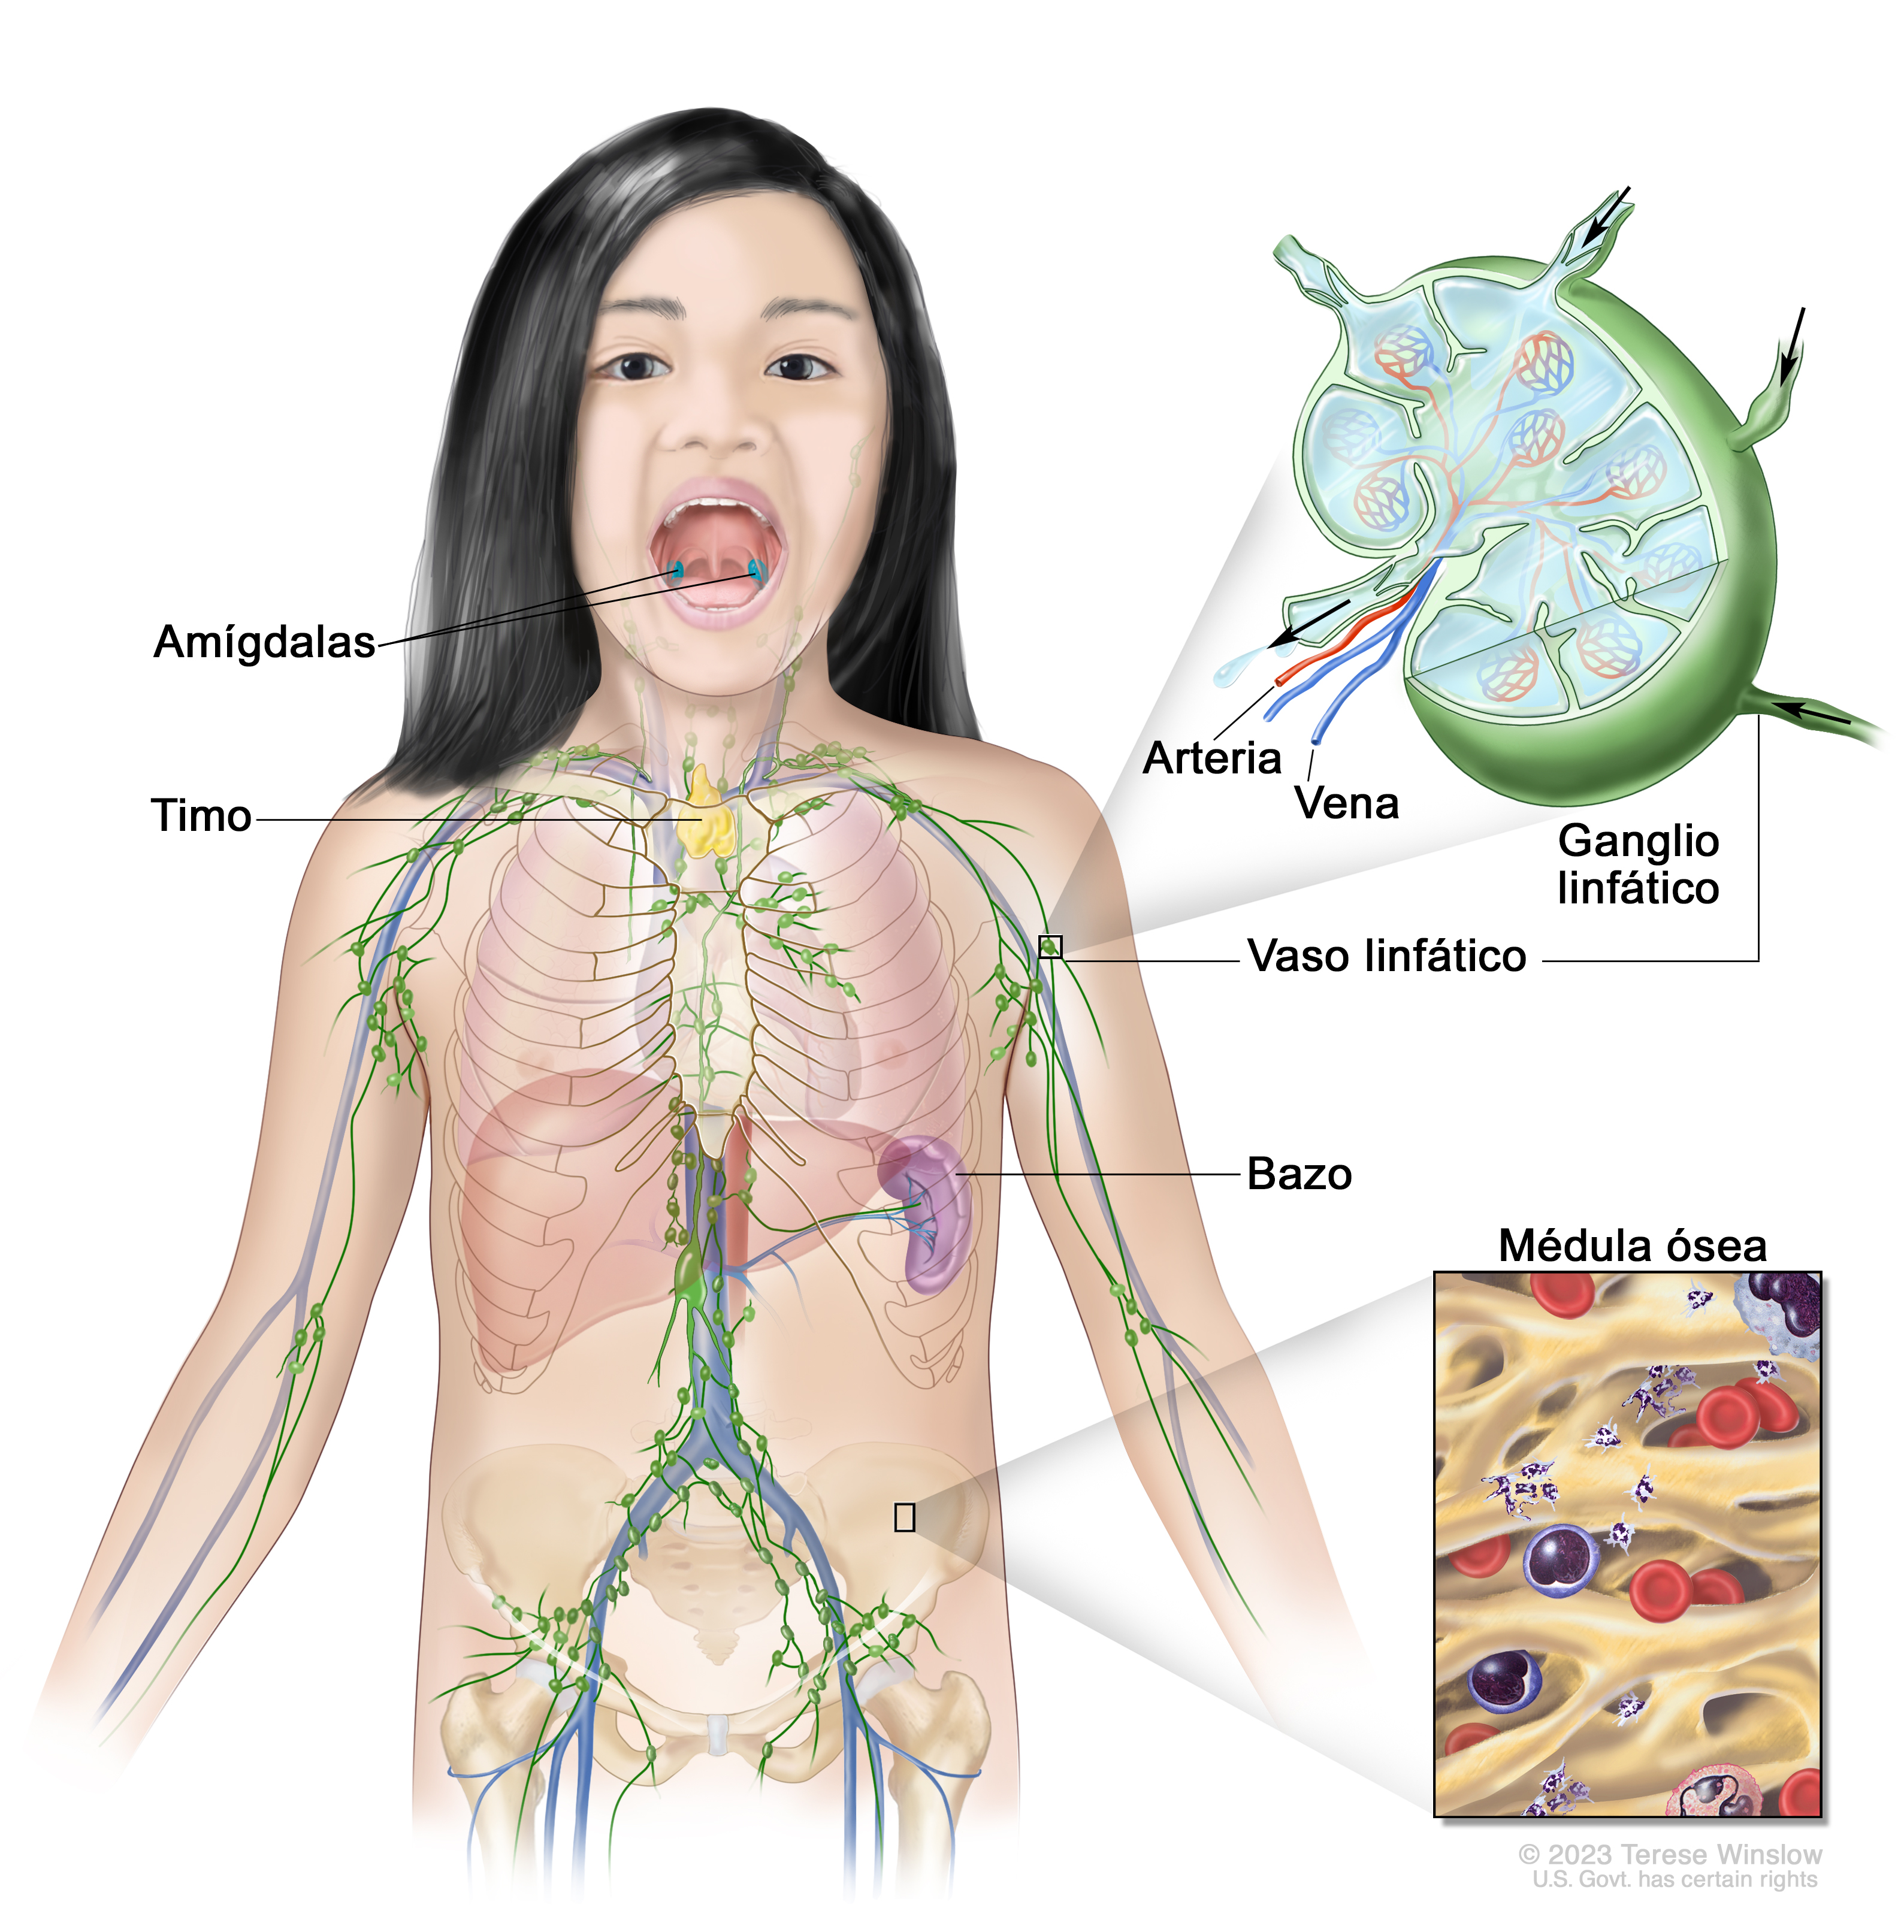 Amígdalas
Timo
Arteria
Vena
Ganglio
linfático
Vaso linfático
Bazo
Médula ósea
© 2023 Terese Winslow
U.S. Govt. has certain rights